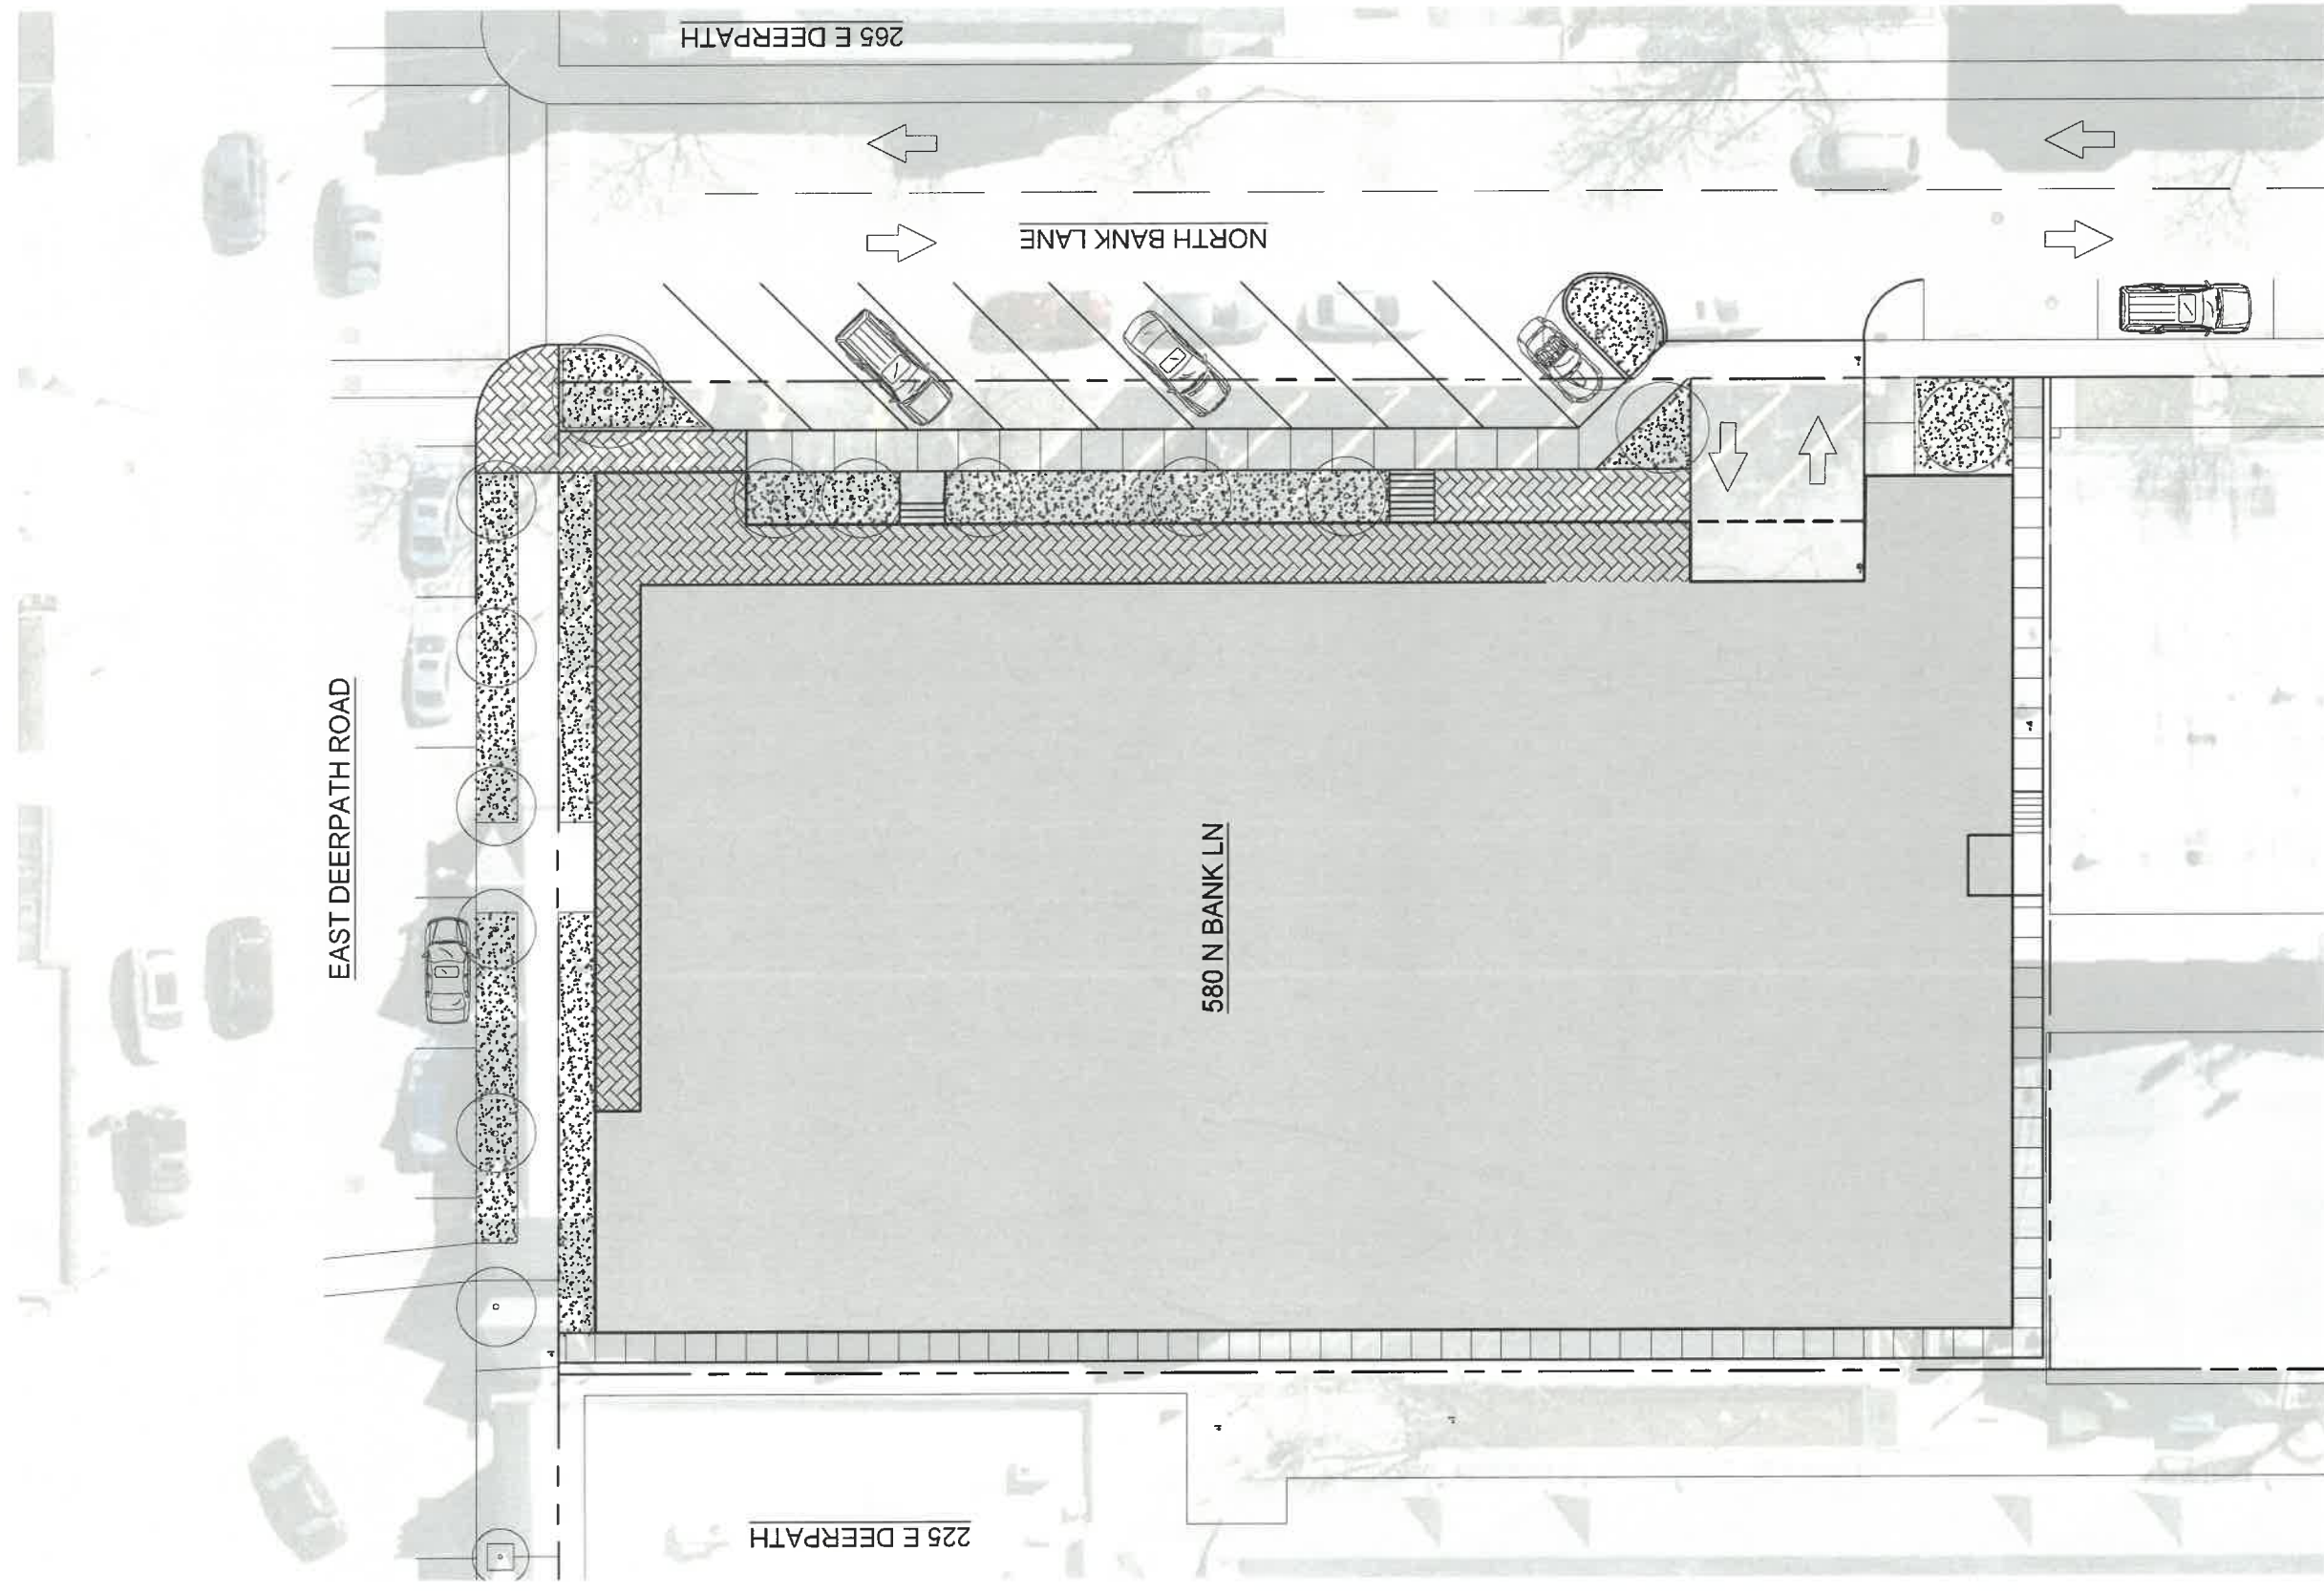 265 E DEERPATH
NORTH BANK LANE
EAST DEERPATH ROAD
580 N BANK LN
225 E DEERPATH